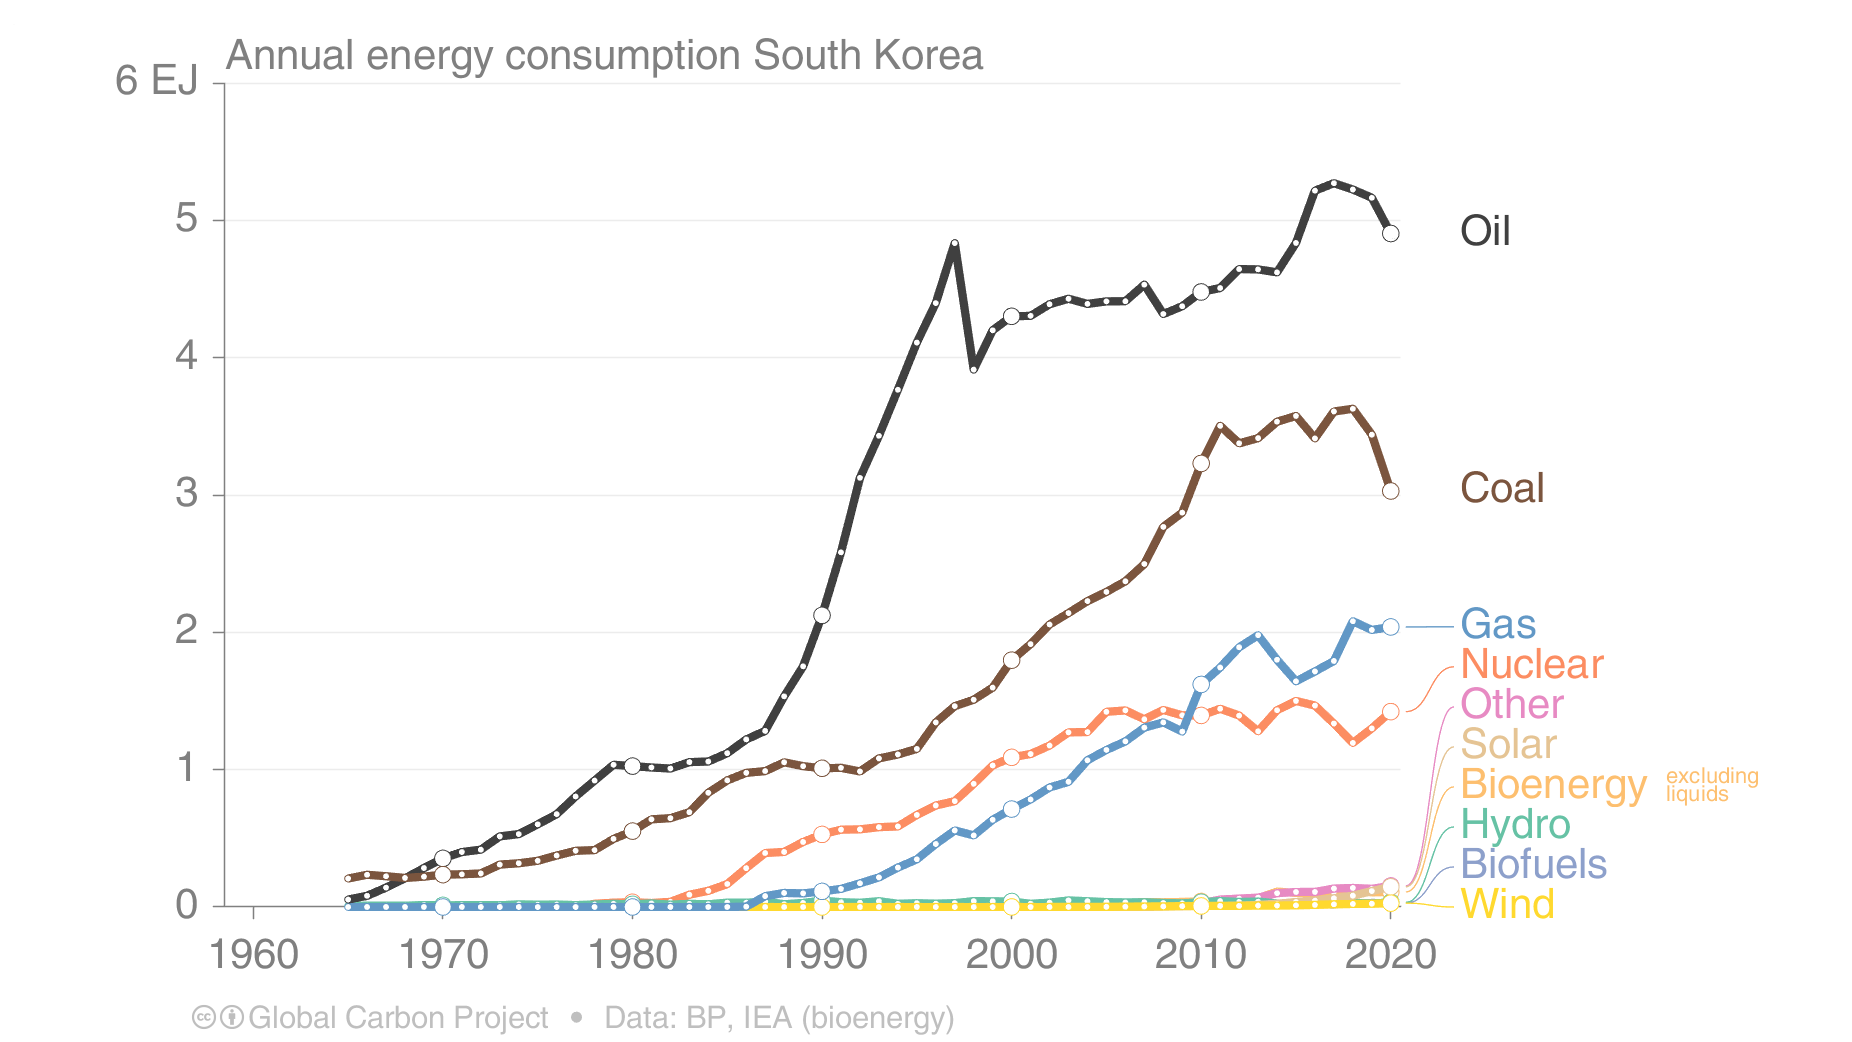 Annual energy consumption South Korea
6 EJ
5
4
3
2
1
0
Oil
Coal
Gas
Nuclear
Other
Solar
Bioenergy excluding liquids
Hydro
Biofuels
Wind
1960 1970 1980 1990 2000 2010 2020
cc Global Carbon Project • Data: BP, IEA (bioenergy)